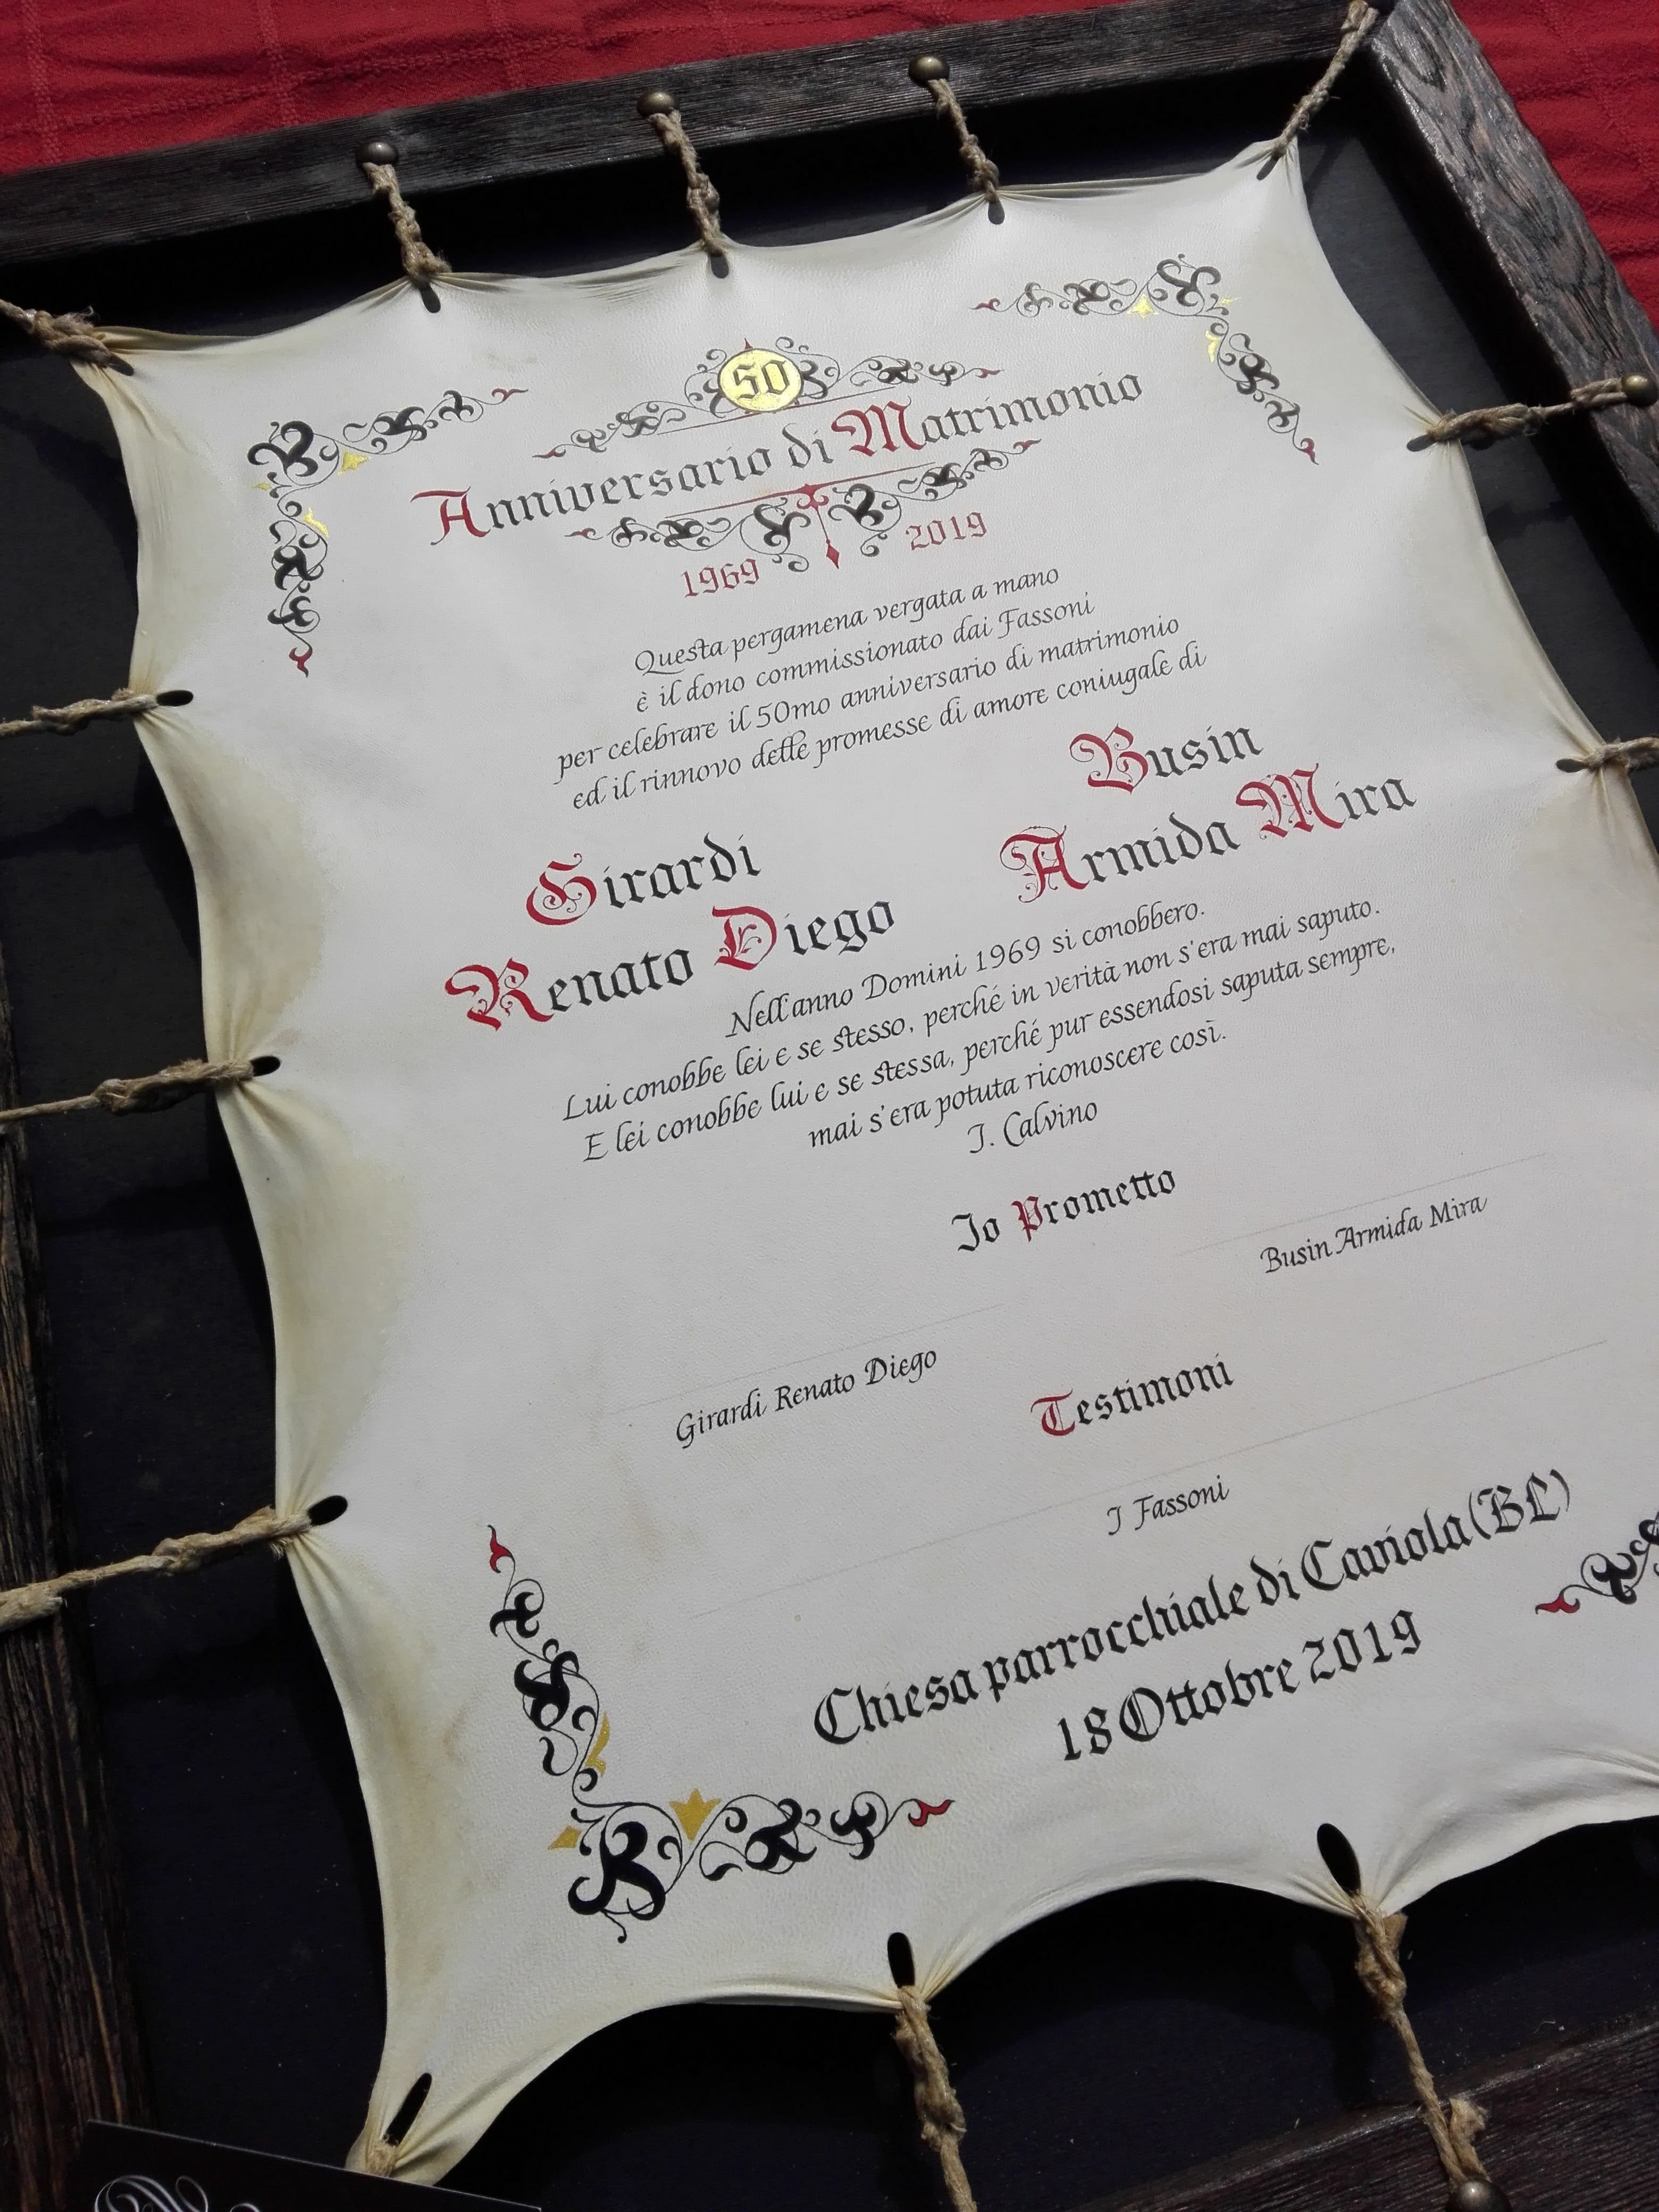 50
Anniversario di Matrimonio
1969 2019
Questa pergamena vergata a mano
è il dono commissionato dai Fassoni
per celebrare il 50mo anniversario di matrimonio
ed il rinnovo delle promesse di amore coniugale di
Girardi
Renato Diego
Busin
Armida Mira
Nell'anno Domini 1969 si conobbero.
Lui conobbe lei e se stesso, perché in verità non s'era mai saputo.
E lei conobbe lui e se stessa, perché pur essendosi saputa sempre,
mai s'era potuta riconoscere così.
I. Calvino
Io Prometto
Girardi Renato Diego
Busin Armida Mira
Testimoni
I Fassoni
Chiesa parrocchiale di Caviola (BL)
18 Ottobre 2019